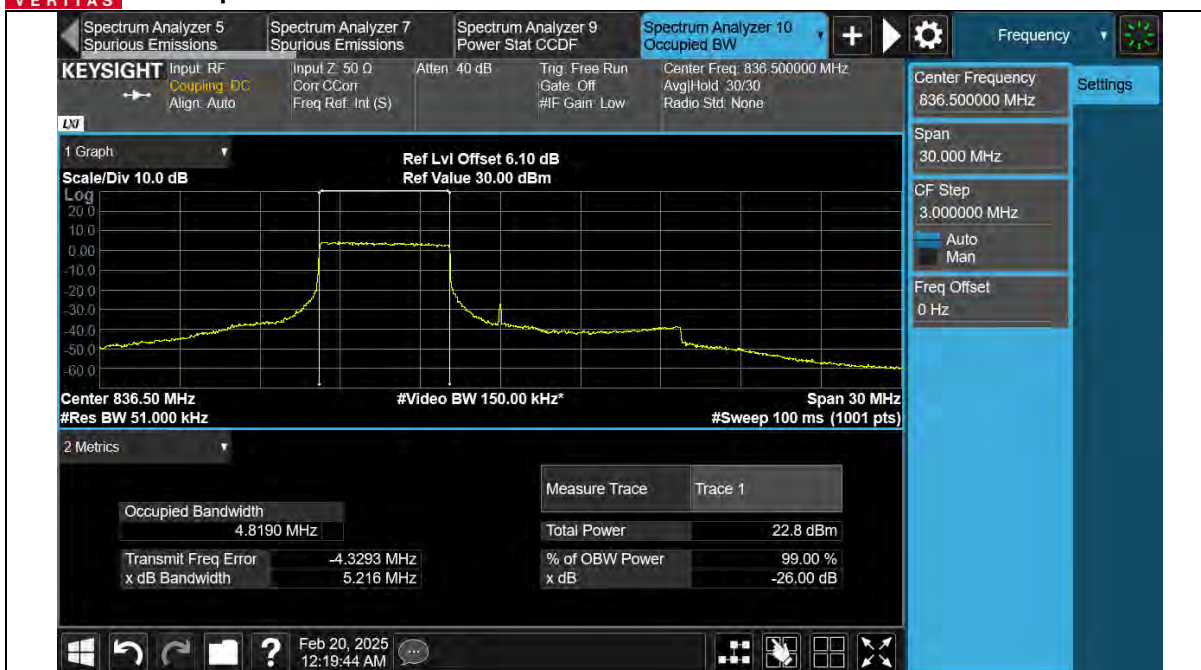 VERITAS
Spectrum Analyzer 5
Spurious Emissions
Spectrum Analyzer 7
Spurious Emissions
Spectrum Analyzer 9
Power Stat CCDF
Spectrum Analyzer 10
Occupied BW
Frequency
KEYSIGHT
Input: RF
Coupling: DC
Align: Auto
Input Z: 50 Ω
Corr CCorr
Freq Ref: Int (S)
Atten: 40 dB
Trig: Free Run
Gate: Off
#IF Gain: Low
Center Freq: 836.500000 MHz
Avg|Hold: 30/30
Radio Std: None
LXI
Center Frequency
836.500000 MHz
Settings
Span
30.000 MHz
CF Step
3.000000 MHz
Auto
Man
Freq Offset
0 Hz
1 Graph
Scale/Div 10.0 dB
Ref Lvl Offset 6.10 dB
Ref Value 30.00 dBm
Log
20.0
10.0
0.00
-10.0
-20.0
-30.0
-40.0
-50.0
-60.0
Center 836.50 MHz
#Video BW 150.00 kHz*
Span 30 MHz
#Res BW 51.000 kHz
#Sweep 100 ms (1001 pts)
2 Metrics
Measure Trace
Trace 1
Occupied Bandwidth
4.8190 MHz
Total Power
22.8 dBm
Transmit Freq Error
-4.3293 MHz
% of OBW Power
99.00 %
x dB Bandwidth
5.216 MHz
x dB
-26.00 dB
?
Feb 20, 2025
12:19:44 AM